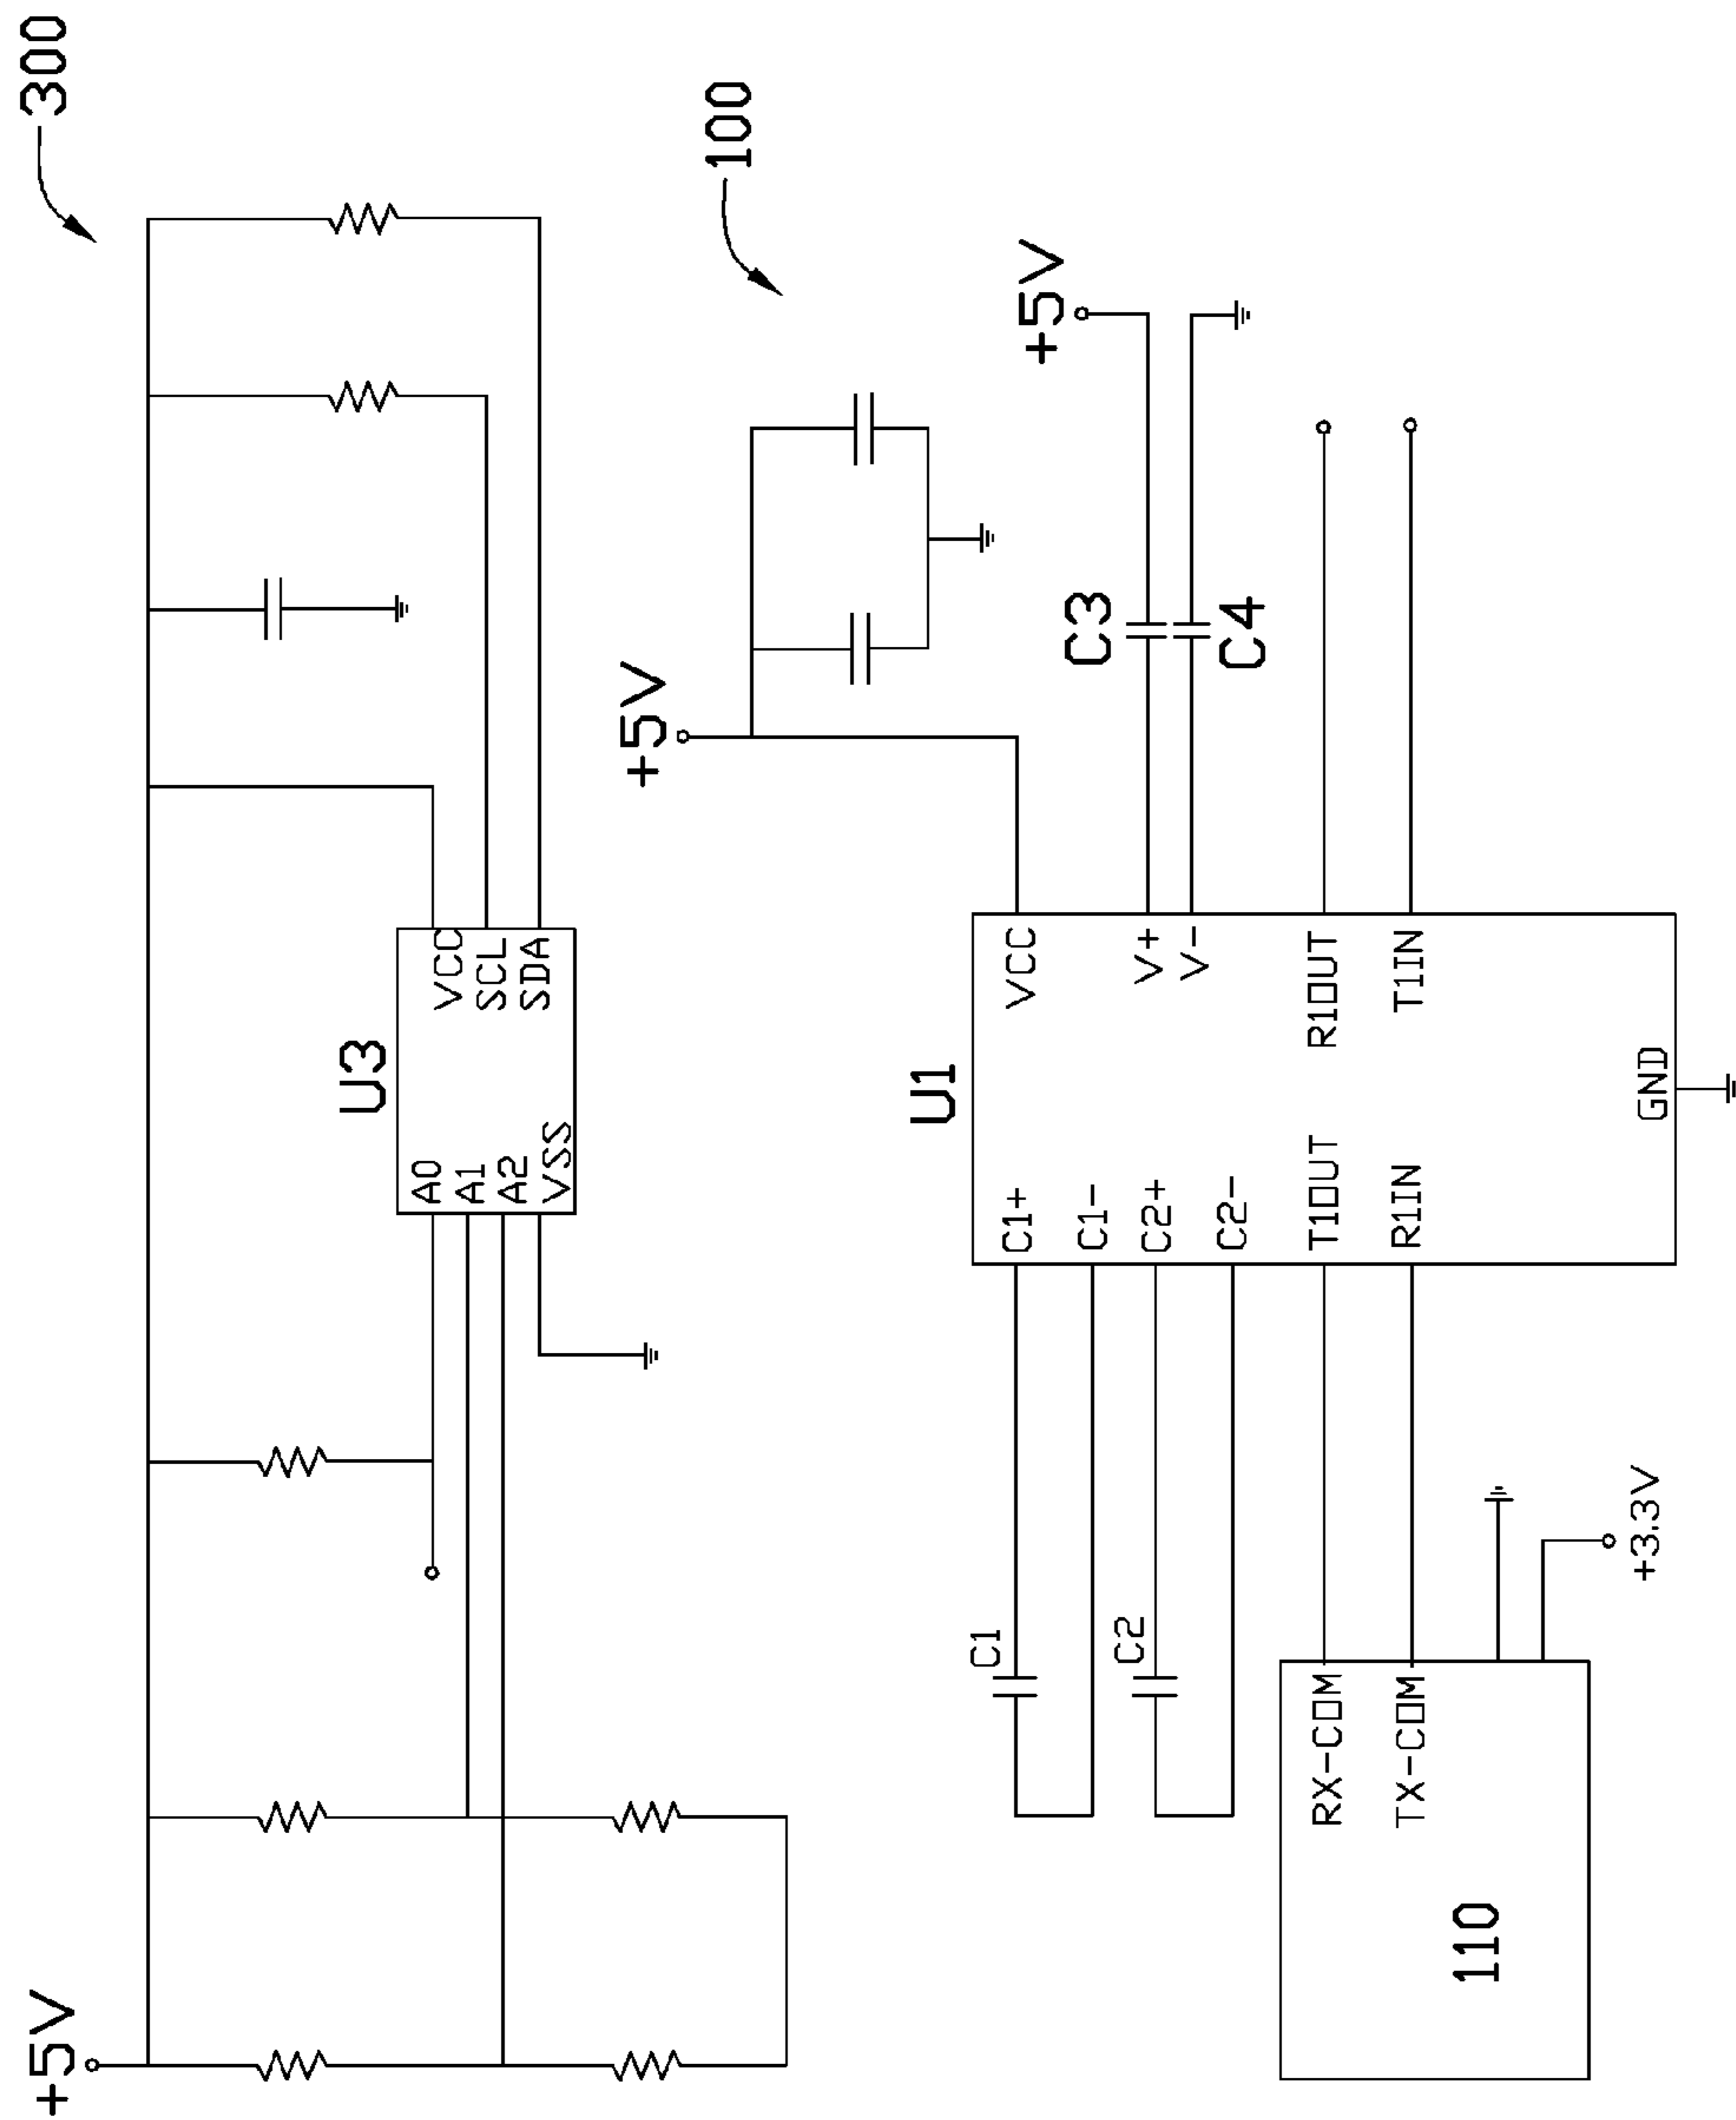 300
+5V
U3
A0
VCC
A1
SCL
A2
SDA
VSS
100
+5V
U1
+5V
C3
C4
C1
C1+
VCC
C1-
V+
C2
C2+
V-
C2-
RX-COM
T1OUT
R1OUT
TX-COM
R1IN
T1IN
110
GND
+3.3V